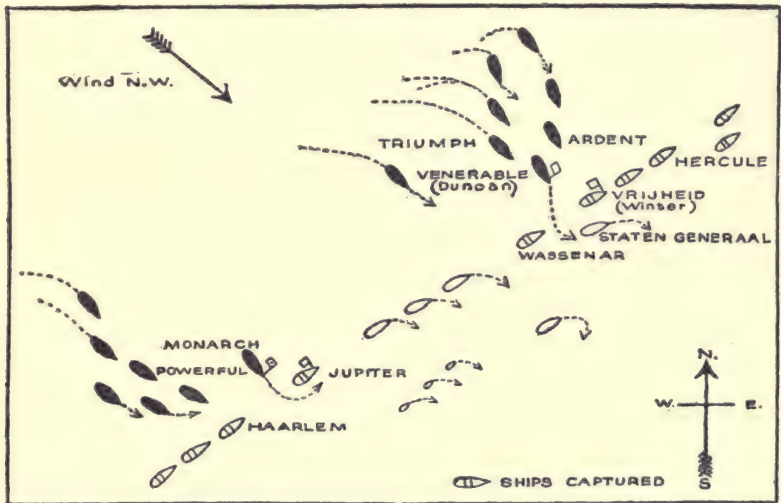 Wind N.W.
TRIUMPH
ARDENT
HERCULE
VENERABLE
(Duncan)
VRIJHEID
(Winter)
STATEN GENERAAL
WASSENAR
MONARCH
POWERFUL
JUPITER
HAARLEM
N.
W.
E.
S
SHIPS CAPTURED